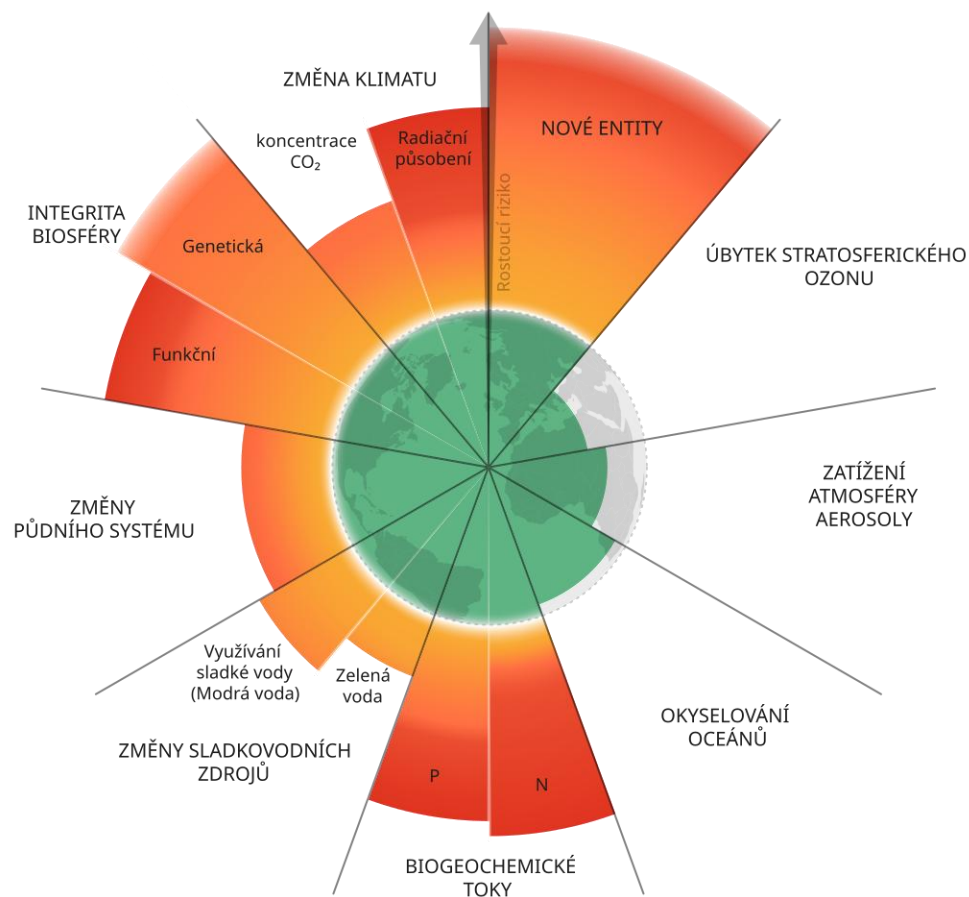 ZMĚNA KLIMATU
koncentrace
CO₂
Radiační
působení
NOVÉ ENTITY
Rostoucí riziko
INTEGRITA
BIOSFÉRY
Genetická
Funkční
ÚBYTEK STRATOSFERICKÉHO
OZONU
ZATÍŽENÍ
ATMOSFÉRY
AEROSOLY
ZMĚNY
PŮDNÍHO SYSTÉMU
Využívání
sladké vody
(Modrá voda)
Zelená
voda
OKYSELOVÁNÍ
OCEÁNŮ
ZMĚNY SLADKOVODNÍCH
ZDROJŮ
P
N
BIOGEOCHEMICKÉ
TOKY